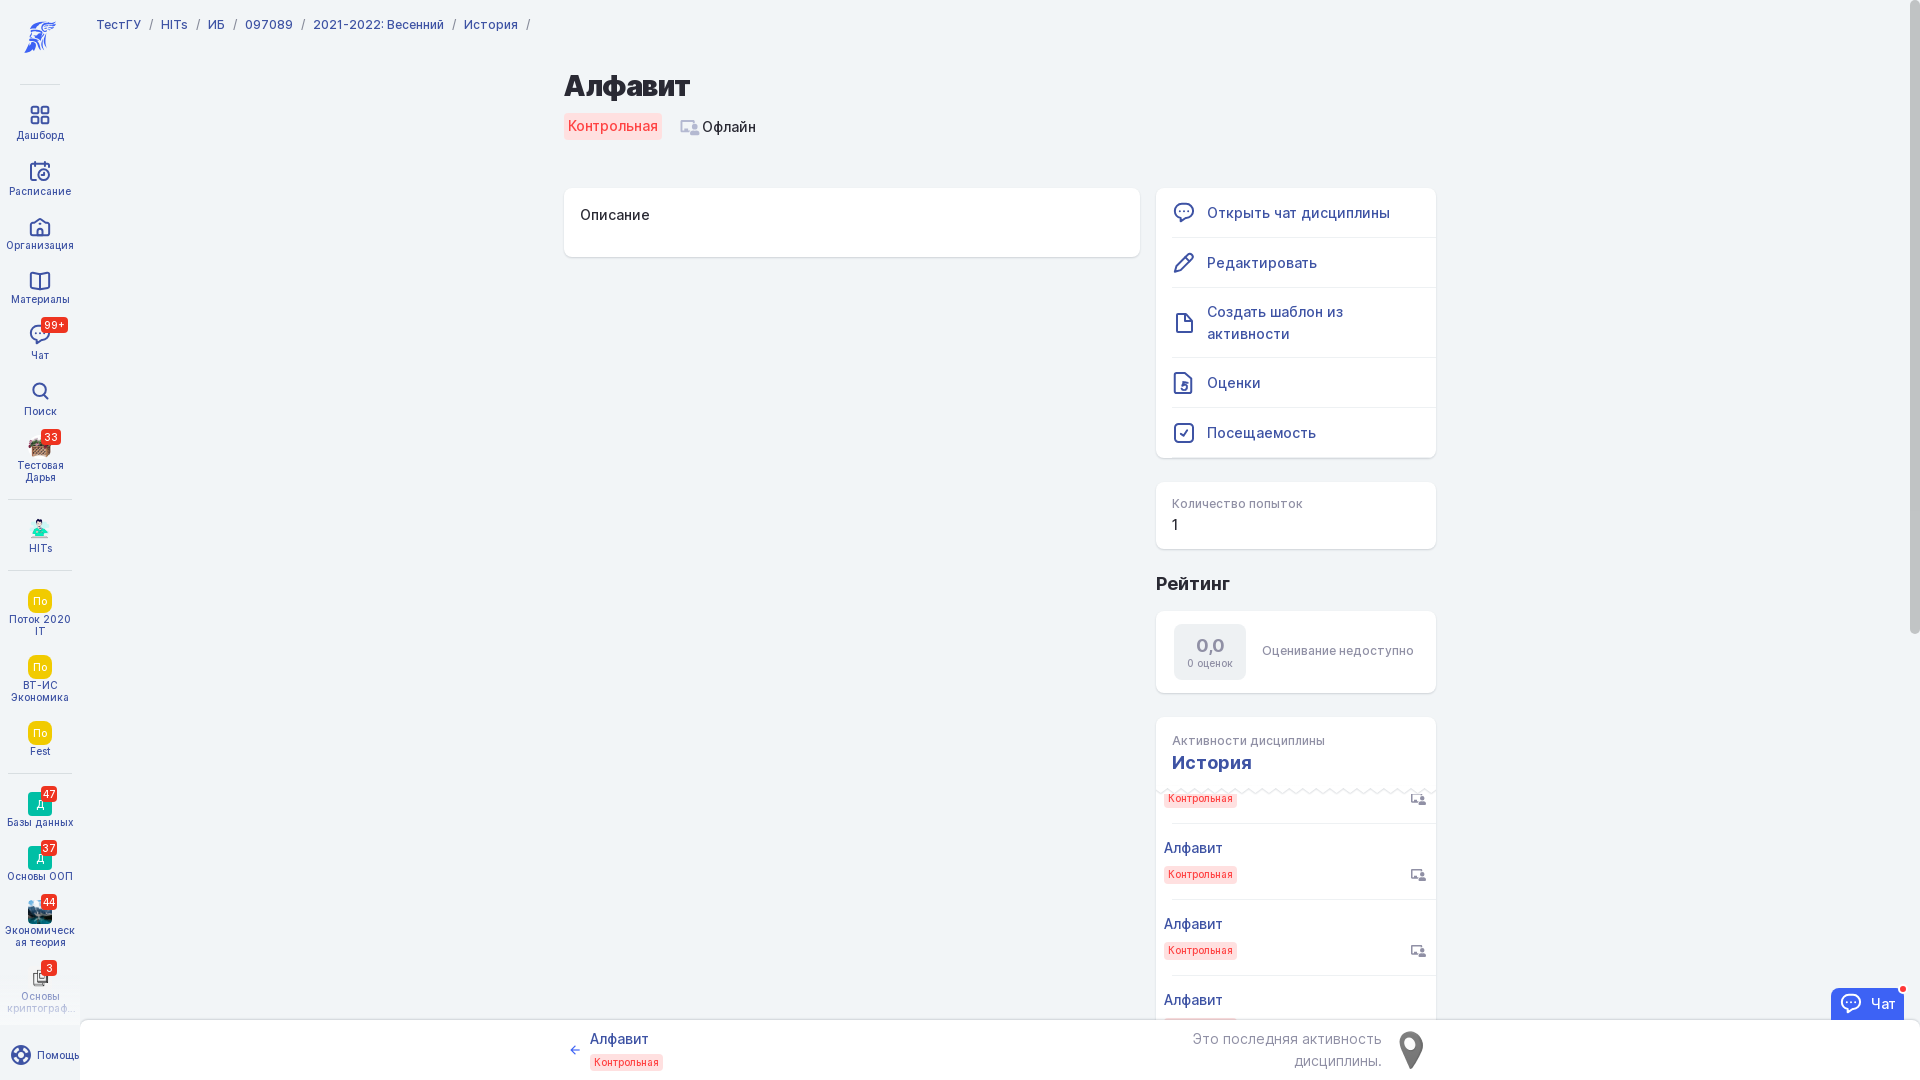 ТестГУ / HITs / ИБ / 097089 / 2021-2022: Весенний / История /
Алфавит
Контрольная
Офлайн
Дашборд
Расписание
Организация
Материалы
99+
Чат
Поиск
33
Тестовая
Дарья
HITs
По
Поток 2020
IT
По
ВТ-ИС
Экономика
По
Fest
47
Д
Базы данных
37
Д
Основы ООП
44
Экономическ
ая теория
3
Основы
криптограф...
Помощь
Описание
Открыть чат дисциплины
Редактировать
Создать шаблон из
активности
5
Оценки
Посещаемость
Количество попыток
1
Рейтинг
0,0
0 оценок
Оценивание недоступно
Активности дисциплины
История
Контрольная
Алфавит
Контрольная
Алфавит
Контрольная
Алфавит
Чат
Алфавит
Контрольная
Это последняя активность
дисциплины.